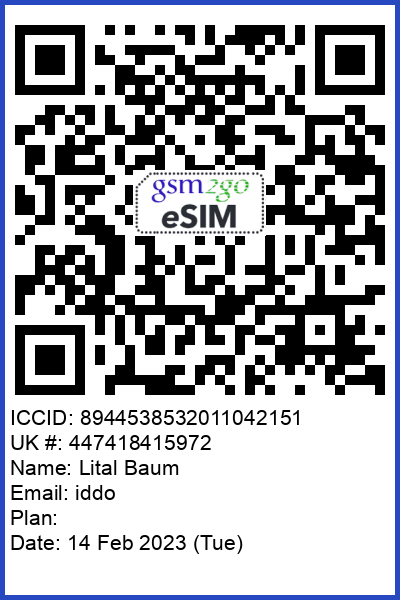 gsm2go
eSIM
ICCID: 8944538532011042151
UK #: 447418415972
Name: Lital Baum
Email: iddo
Plan:
Date: 14 Feb 2023 (Tue)